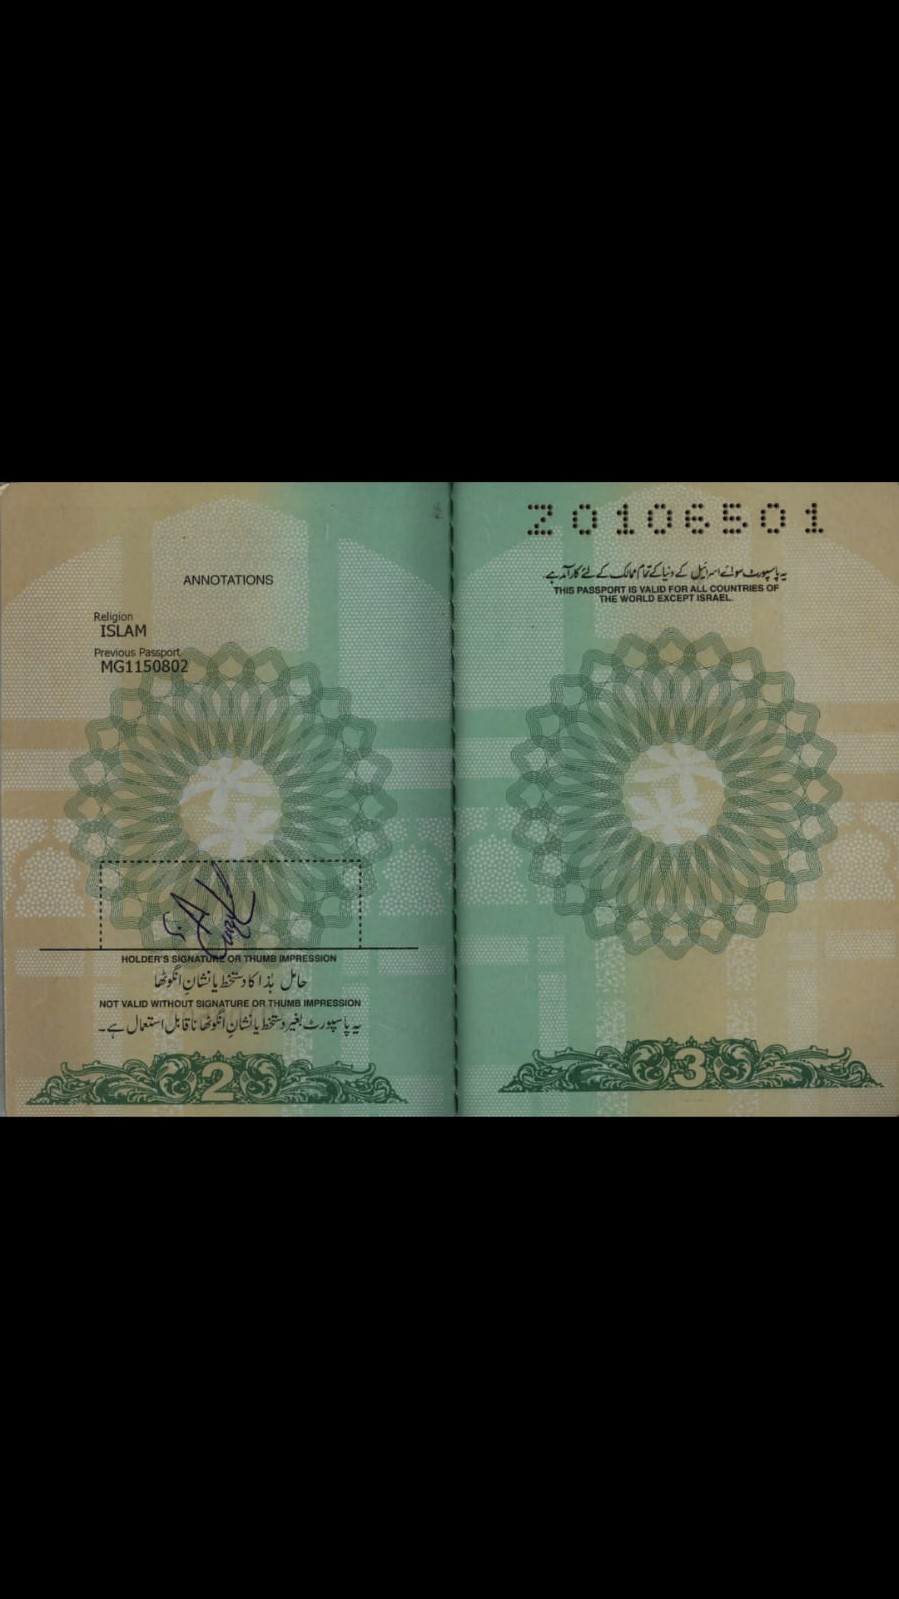 ANNOTATIONS
Religion
ISLAM
Previous Passport
MG1150802
HOLDER'S SIGNATURE OR THUMB IMPRESSION
حامل ہٰذا کا دستخط یا نشانِ انگوٹھا
NOT VALID WITHOUT SIGNATURE OR THUMB IMPRESSION
یہ پاسپورٹ بغیر دستخط یا نشانِ انگوٹھا ناقابل استعمال ہے۔
2
Z0106501
یہ پاسپورٹ سوائے اسرائیل کے دنیا کے تمام ممالک کے لئے کارآمد ہے
THIS PASSPORT IS VALID FOR ALL COUNTRIES OF
THE WORLD EXCEPT ISRAEL.
3